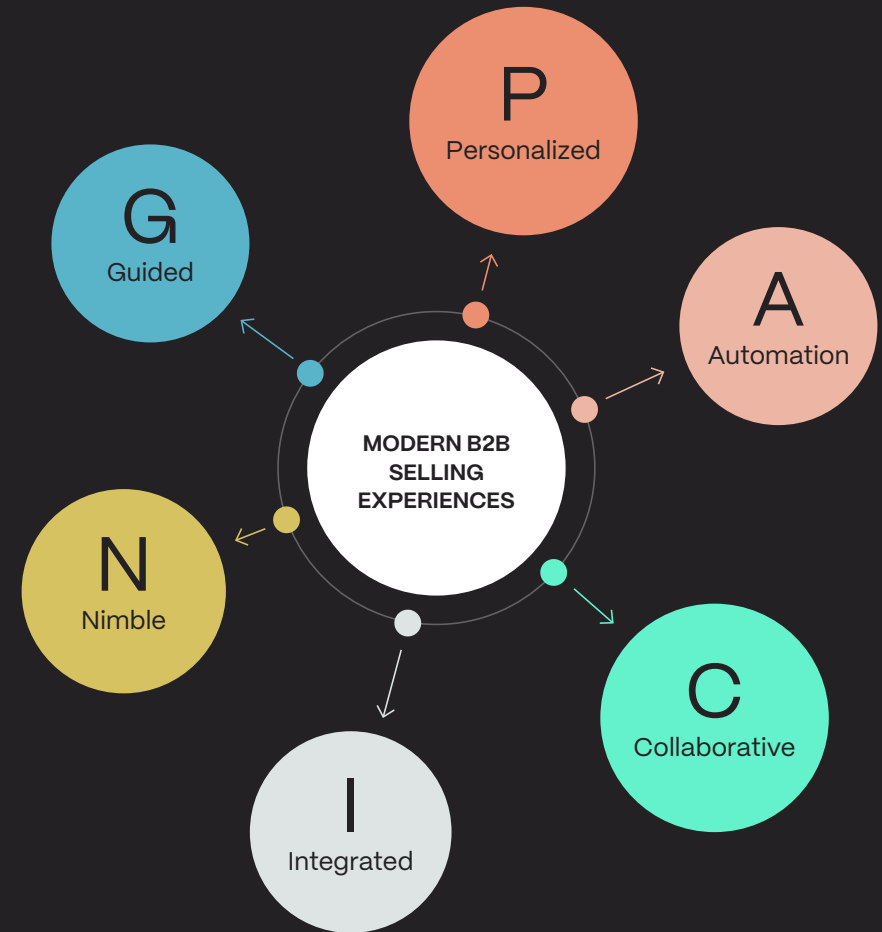 P
Personalized
A
Automation
C
Collaborative
I
Integrated
N
Nimble
G
Guided
MODERN B2B
SELLING
EXPERIENCES